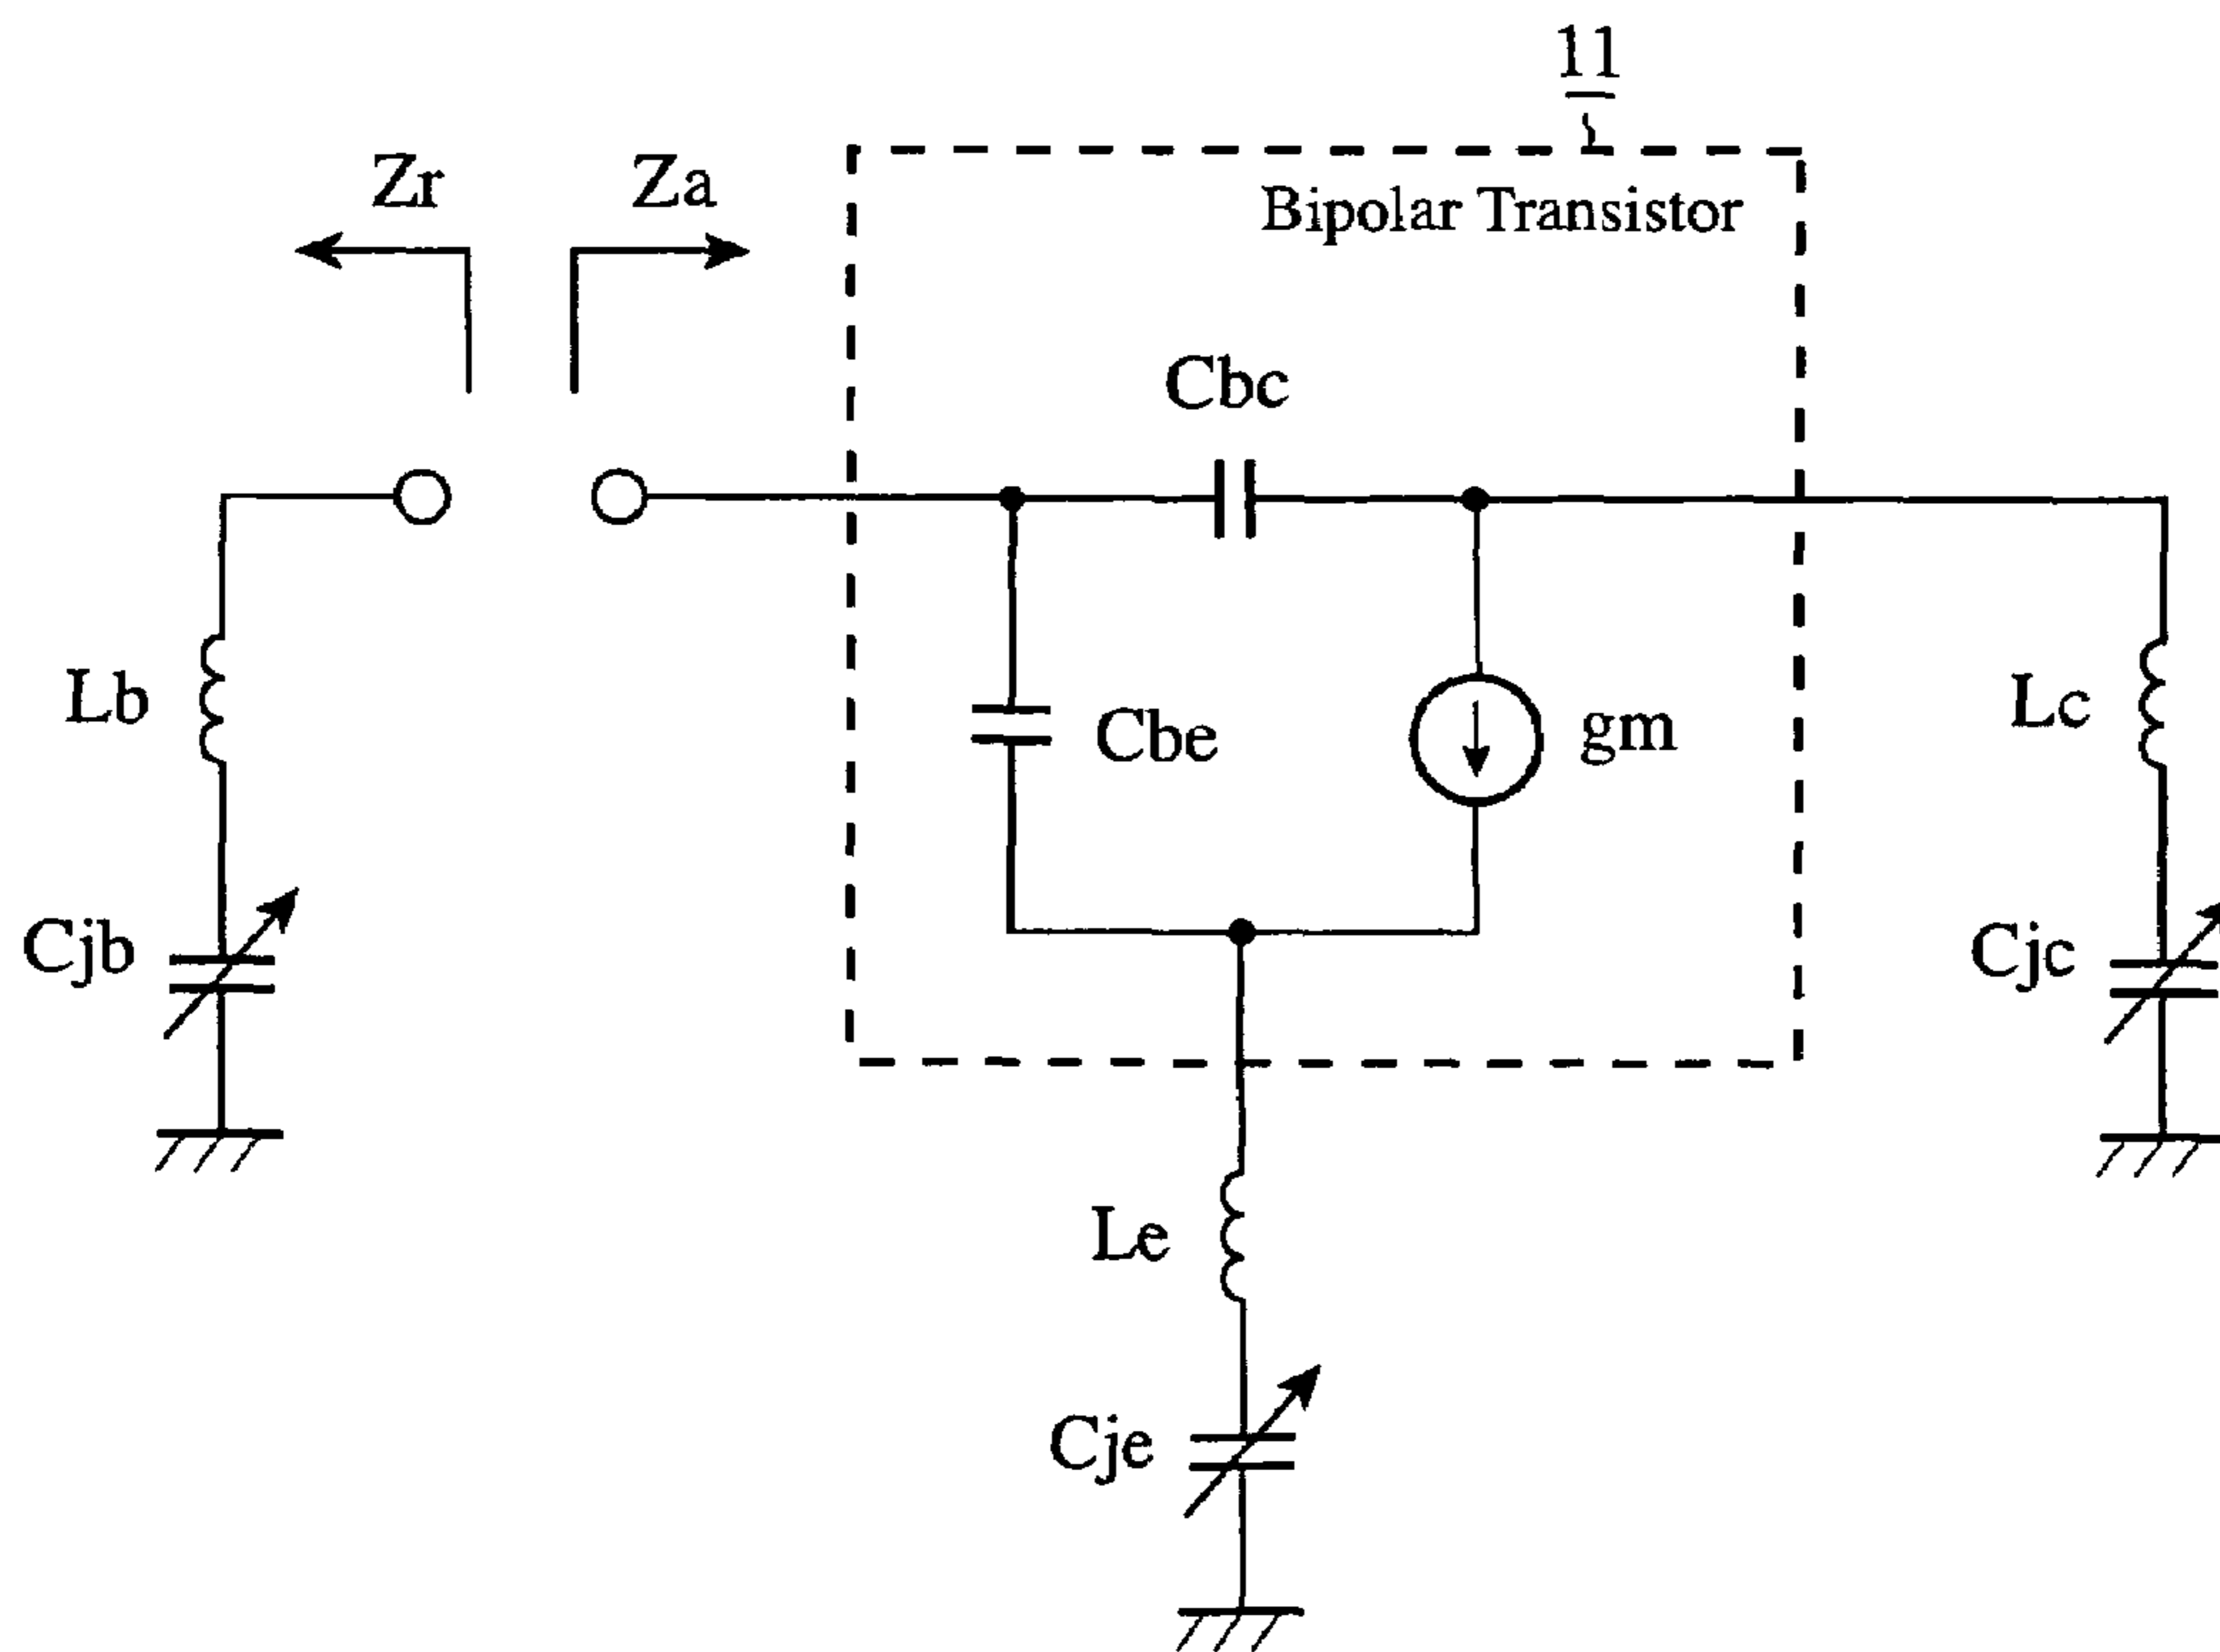 11
Zr
Za
Bipolar Transistor
Cbc
Lb
Cbe
gm
Lc
Cjb
Cjc
Le
Cje